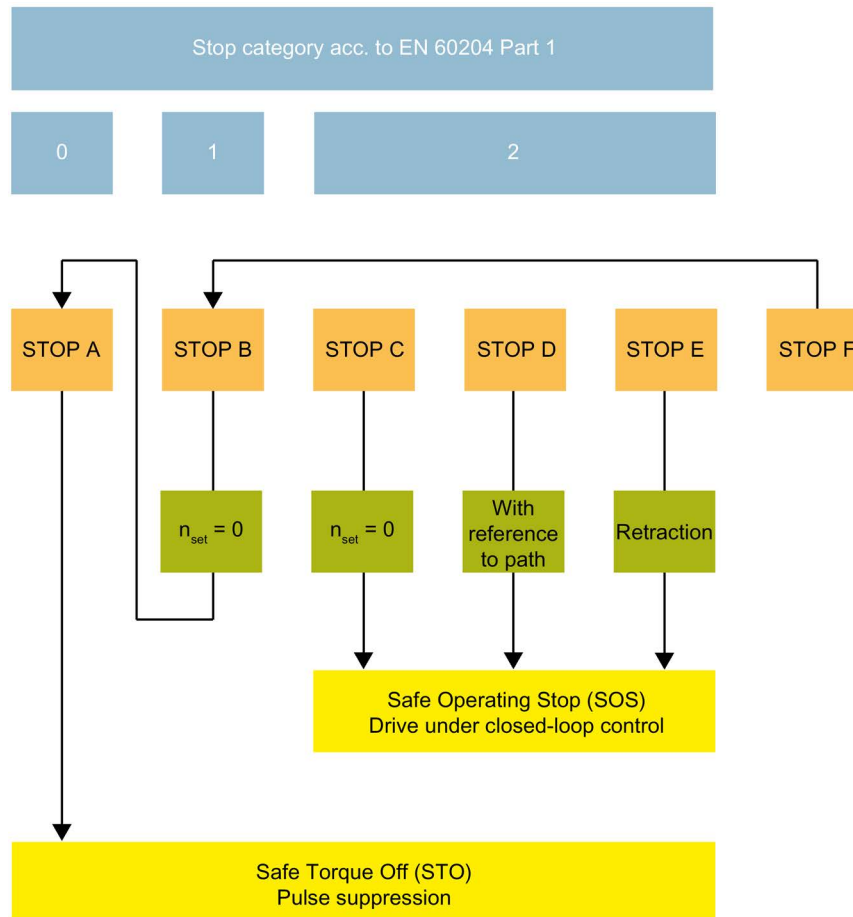 Stop category acc. to EN 60204 Part 1
0
1
2
STOP A
STOP B
STOP C
STOP D
STOP E
STOP F
n_set = 0
n_set = 0
With
reference
to path
Retraction
Safe Operating Stop (SOS)
Drive under closed-loop control
Safe Torque Off (STO)
Pulse suppression